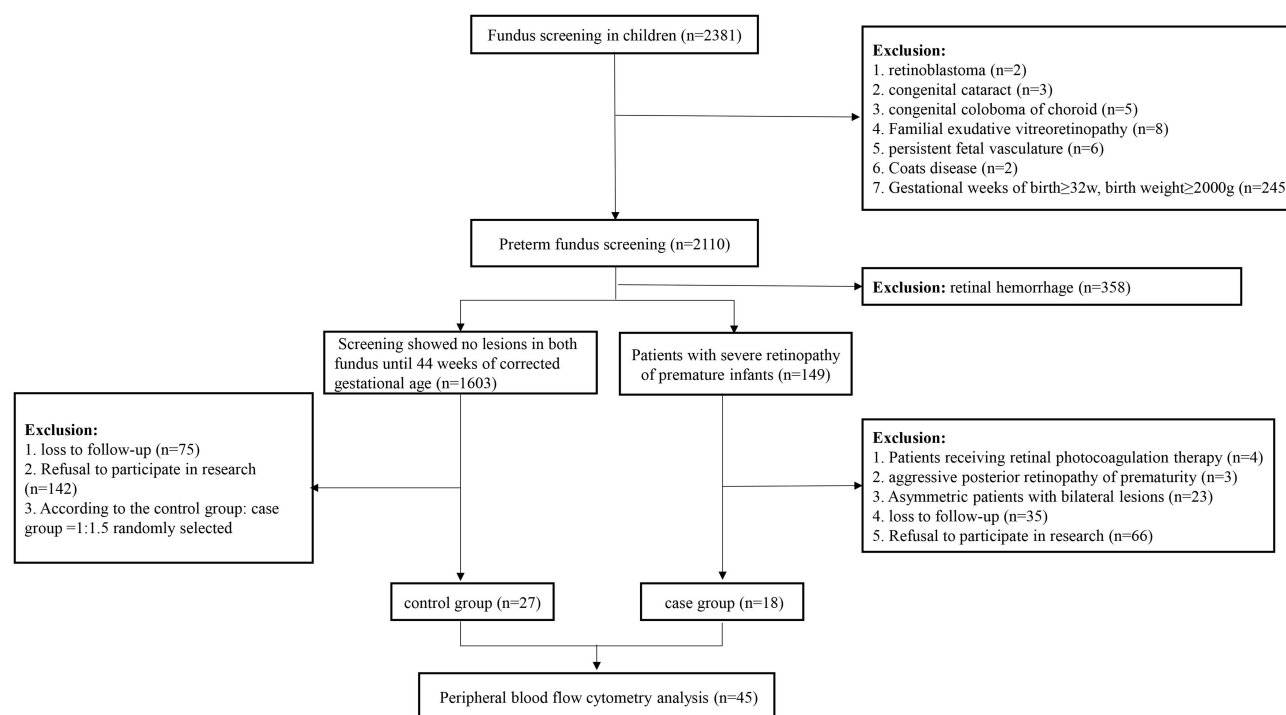 Fundus screening in children (n=2381)
Exclusion:
1. retinoblastoma (n=2)
2. congenital cataract (n=3)
3. congenital coloboma of choroid (n=5)
4. Familial exudative vitreoretinopathy (n=8)
5. persistent fetal vasculature (n=6)
6. Coats disease (n=2)
7. Gestational weeks of birth≥32w, birth weight≥2000g (n=245
Preterm fundus screening (n=2110)
Exclusion: retinal hemorrhage (n=358)
Screening showed no lesions in both
fundus until 44 weeks of corrected
gestational age (n=1603)
Patients with severe retinopathy
of premature infants (n=149)
Exclusion:
1. loss to follow-up (n=75)
2. Refusal to participate in research
(n=142)
3. According to the control group: case
group =1:1.5 randomly selected
Exclusion:
1. Patients receiving retinal photocoagulation therapy (n=4)
2. aggressive posterior retinopathy of prematurity (n=3)
3. Asymmetric patients with bilateral lesions (n=23)
4. loss to follow-up (n=35)
5. Refusal to participate in research (n=66)
control group (n=27)
case group (n=18)
Peripheral blood flow cytometry analysis (n=45)